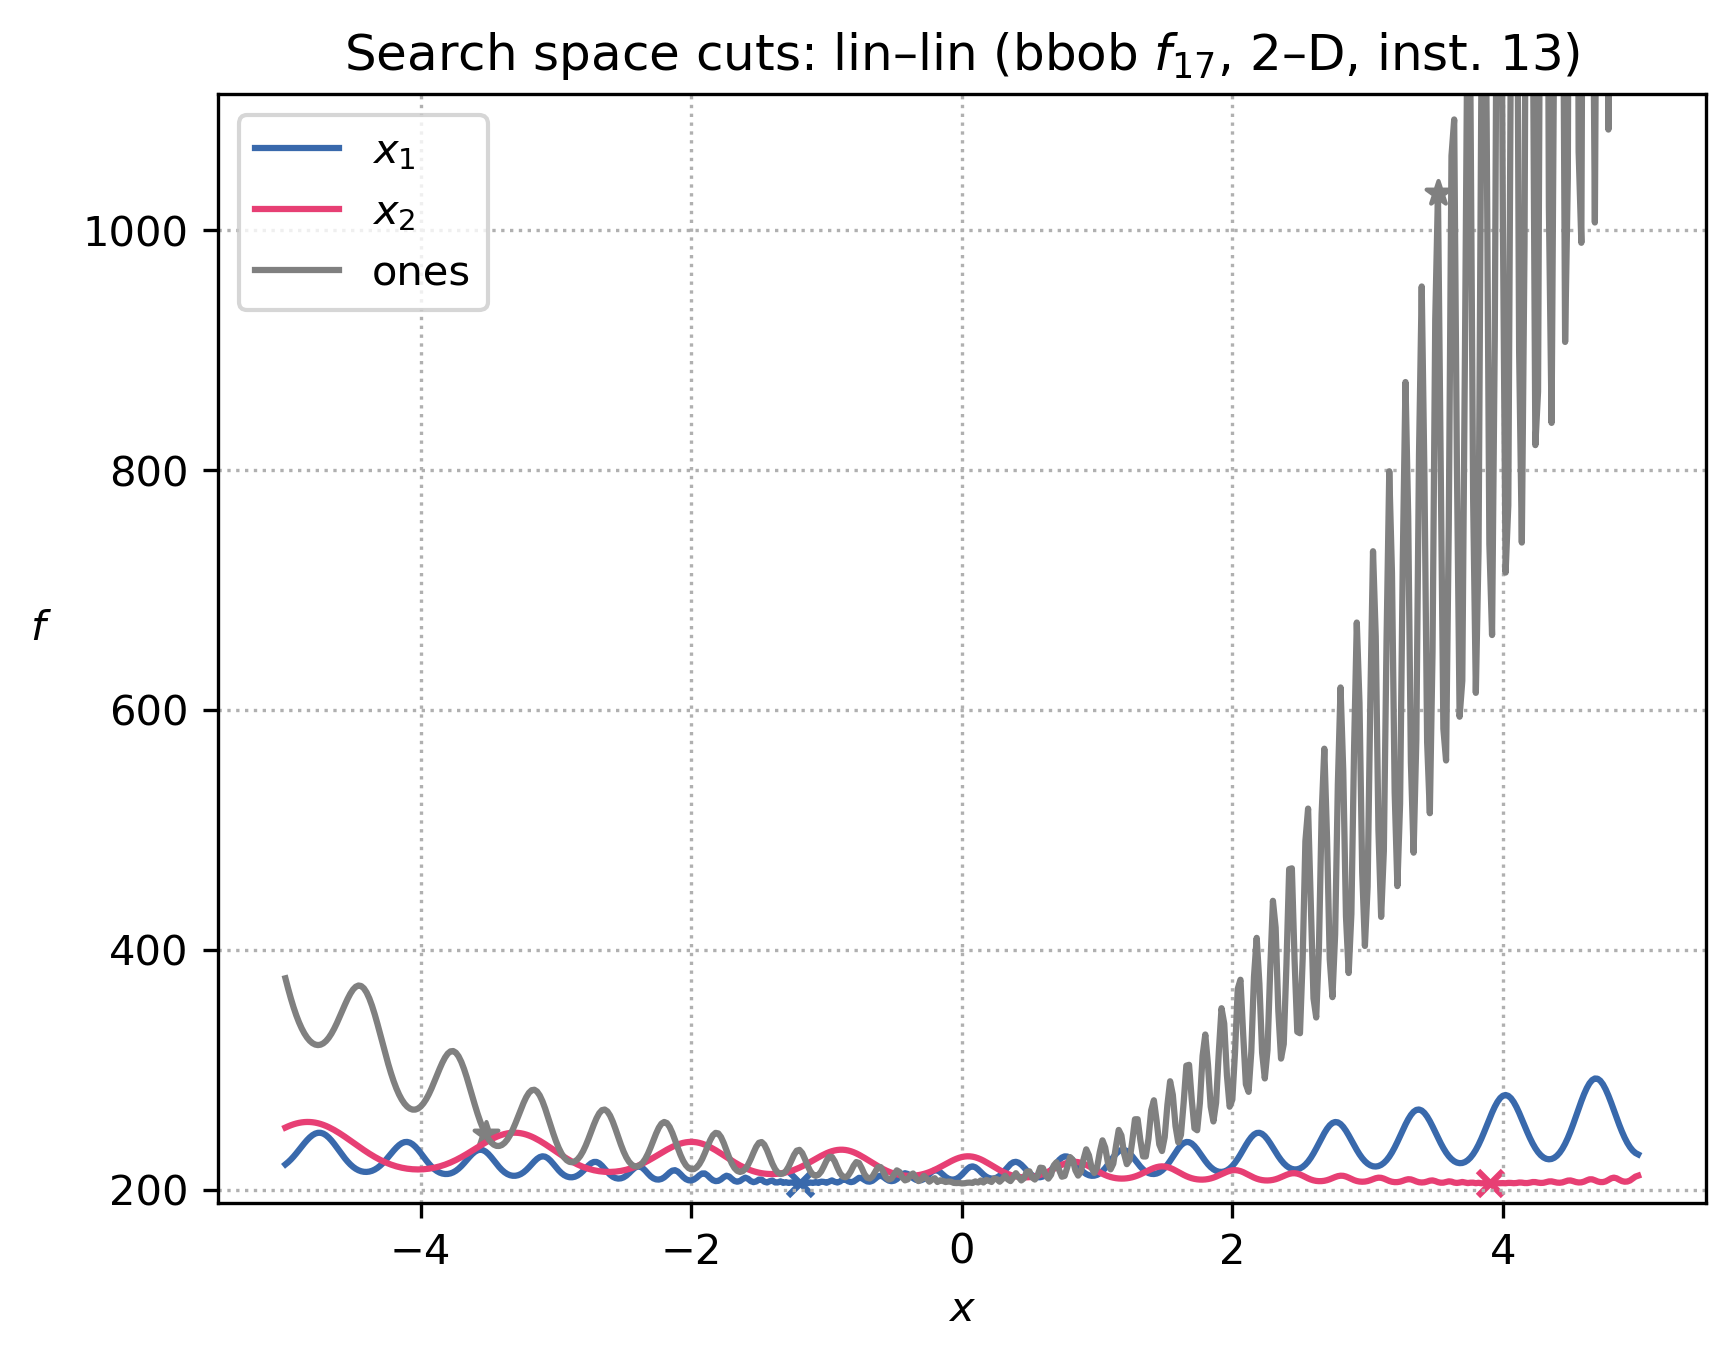 Search space cuts: lin–lin (bbob f₁₇, 2–D, inst. 13)
x₁
x₂
ones
1000
800
600
400
200
f
−4 −2 0 2 4
x